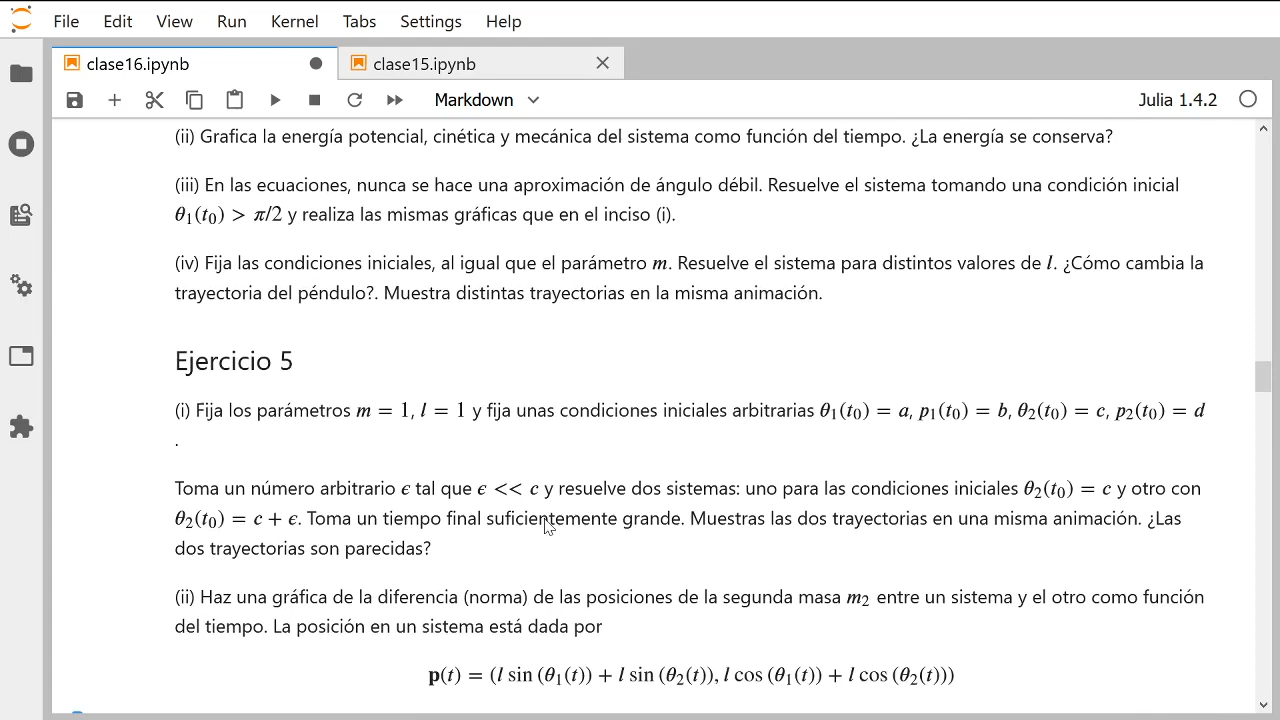 File Edit View Run Kernel Tabs Settings Help
clase16.ipynb clase15.ipynb
Markdown Julia 1.4.2
(ii) Grafica la energía potencial, cinética y mecánica del sistema como función del tiempo. ¿La energía se conserva?
(iii) En las ecuaciones, nunca se hace una aproximación de ángulo débil. Resuelve el sistema tomando una condición inicial
θ₁(t₀) > π/2 y realiza las mismas gráficas que en el inciso (i).
(iv) Fija las condiciones iniciales, al igual que el parámetro m. Resuelve el sistema para distintos valores de l. ¿Cómo cambia la
trayectoria del péndulo?. Muestra distintas trayectorias en la misma animación.
Ejercicio 5
(i) Fija los parámetros m = 1, l = 1 y fija unas condiciones iniciales arbitrarias θ₁(t₀) = a, p₁(t₀) = b, θ₂(t₀) = c, p₂(t₀) = d
.
Toma un número arbitrario ϵ tal que ϵ << c y resuelve dos sistemas: uno para las condiciones iniciales θ₂(t₀) = c y otro con
θ₂(t₀) = c + ϵ. Toma un tiempo final suficientemente grande. Muestras las dos trayectorias en una misma animación. ¿Las
dos trayectorias son parecidas?
(ii) Haz una gráfica de la diferencia (norma) de las posiciones de la segunda masa m₂ entre un sistema y el otro como función
del tiempo. La posición en un sistema está dada por
p(t) = (l sin (θ₁(t)) + l sin (θ₂(t)), l cos (θ₁(t)) + l cos (θ₂(t)))